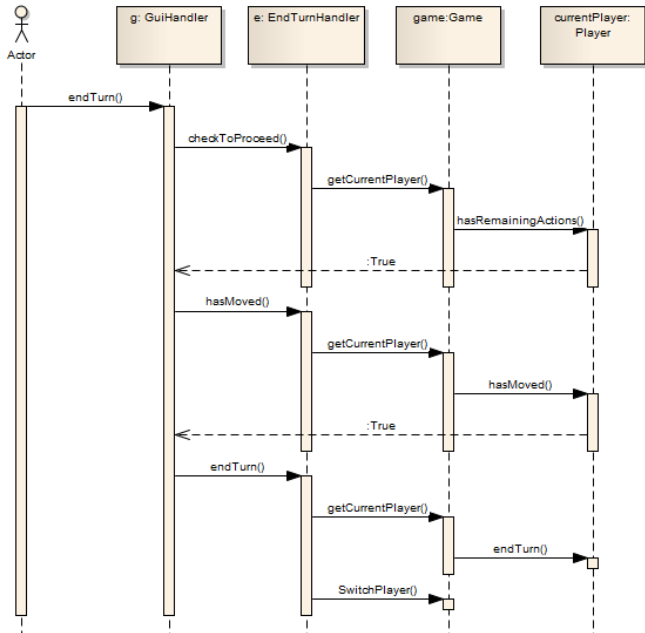 g: GuiHandler
e: EndTurnHandler
game:Game
currentPlayer:
Player
Actor
endTurn()
checkToProceed()
getCurrentPlayer()
hasRemainingActions()
:True
hasMoved()
getCurrentPlayer()
hasMoved()
:True
endTurn()
getCurrentPlayer()
endTurn()
SwitchPlayer()